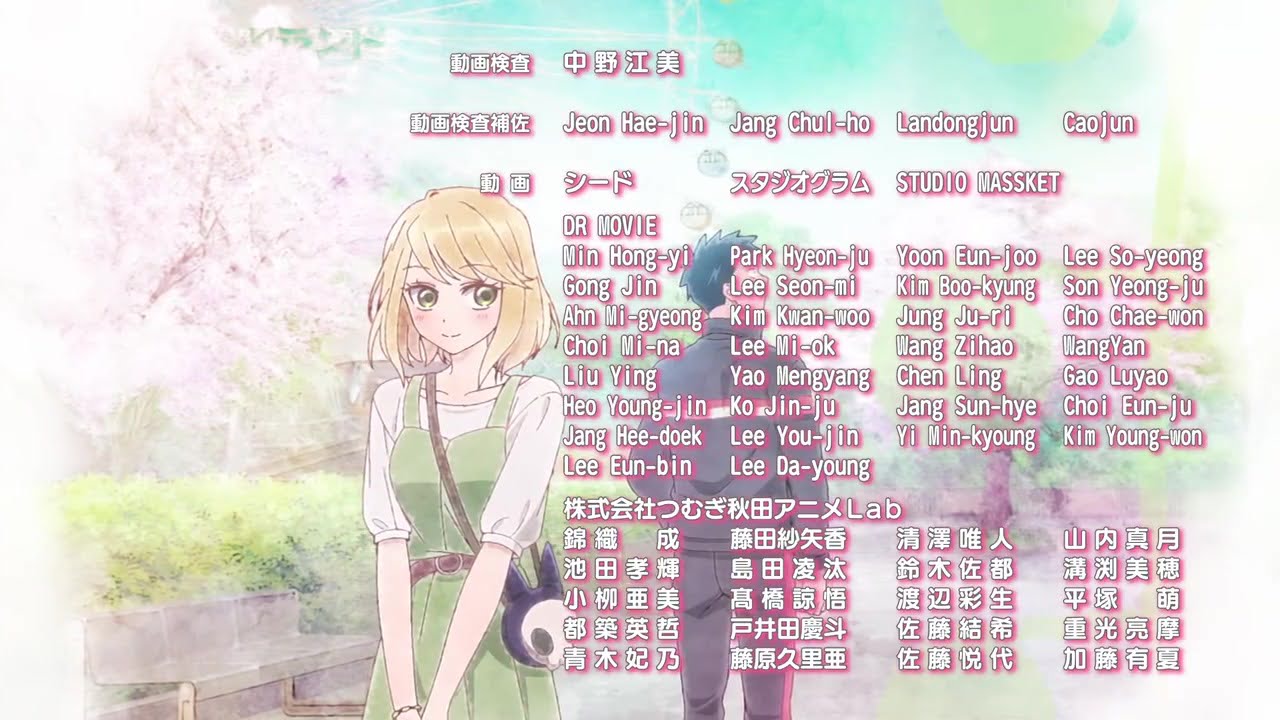 動画検査 中野江美
動画検査補佐 Jeon Hae-jin Jang Chul-ho Landongjun Caojun
動画 シード スタジオグラム STUDIO MASSKET
DR MOVIE
Min Hong-yi Park Hyeon-ju Yoon Eun-joo Lee So-yeong
Gong Jin Lee Seon-mi Kim Boo-kyung Son Yeong-ju
Ahn Mi-gyeong Kim Kwan-woo Jung Ju-ri Cho Chae-won
Choi Mi-na Lee Mi-ok Wang Zihao WangYan
Liu Ying Yao Mengyang Chen Ling Gao Luyao
Heo Young-jin Ko Jin-ju Jang Sun-hye Choi Eun-ju
Jang Hee-doek Lee You-jin Yi Min-kyoung Kim Young-won
Lee Eun-bin Lee Da-young
株式会社つむぎ秋田アニメLab
錦織 成 藤田紗矢香 清澤唯人 山内真月
池田孝輝 島田凌汰 鈴木佐都 溝渕美穂
小柳亜美 髙橋諒悟 渡辺彩生 平塚 萌
都築英哲 戸井田慶斗 佐藤結希 重光亮摩
青木妃乃 藤原久里亜 佐藤悦代 加藤有夏